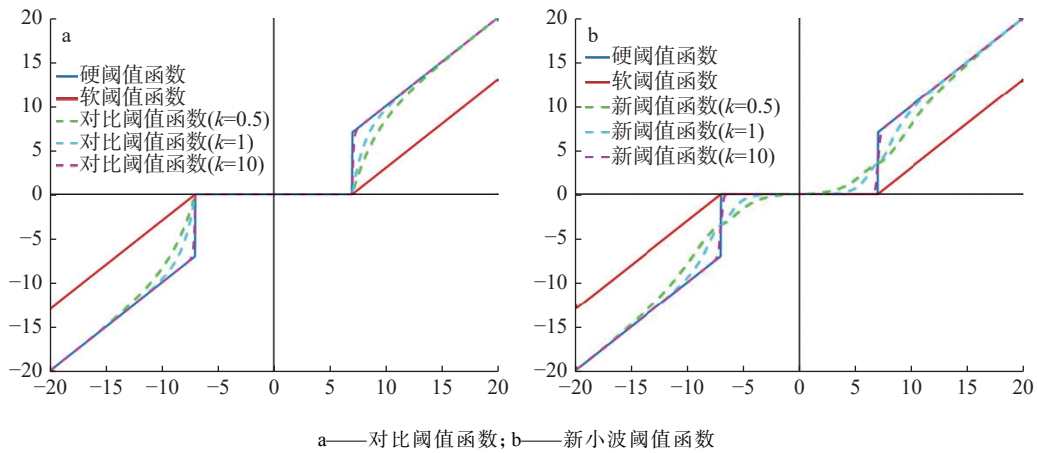 a
硬阈值函数
软阈值函数
对比阈值函数(k=0.5)
对比阈值函数(k=1)
对比阈值函数(k=10)
20
15
10
5
0
−5
−10
−15
−20
−20 −15 −10 −5 0 5 10 15 20
b
硬阈值函数
软阈值函数
新阈值函数(k=0.5)
新阈值函数(k=1)
新阈值函数(k=10)
20
15
10
5
0
−5
−10
−15
−20
−20 −15 −10 −5 0 5 10 15 20
a——对比阈值函数; b——新小波阈值函数